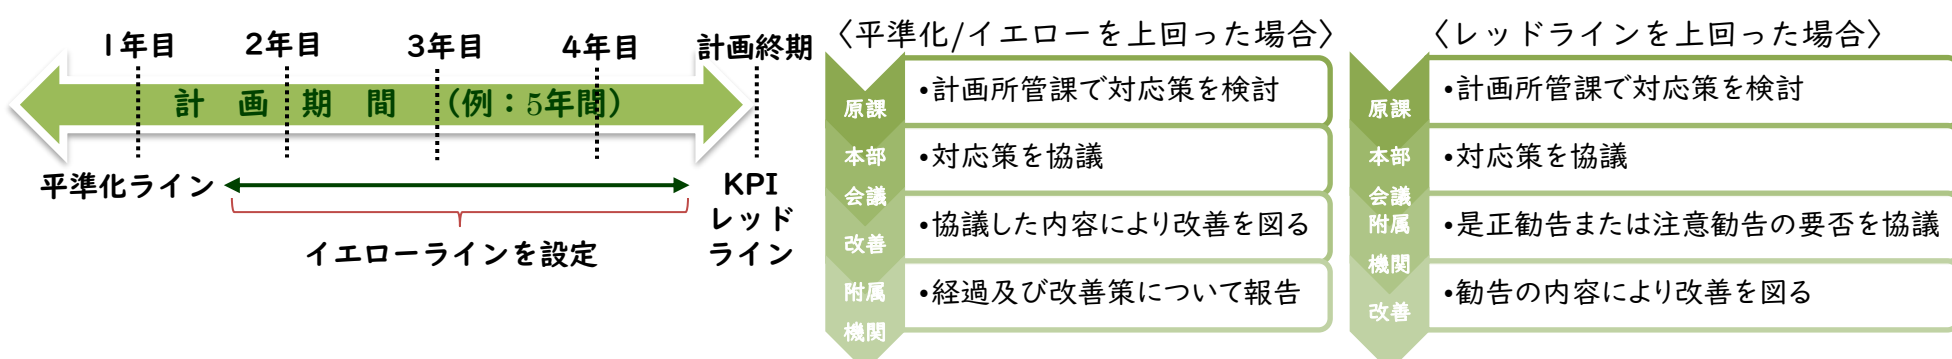 1年目
2年目
3年目
4年目
計画終期
計 画 期 間 (例：5年間)
平準化ライン
KPI
レッド
ライン
イエローラインを設定
〈平準化/イエローを上回った場合〉
原課
•計画所管課で対応策を検討
本部
会議
•対応策を協議
改善
•協議した内容により改善を図る
附属
機関
•経過及び改善策について報告
〈レッドラインを上回った場合〉
原課
•計画所管課で対応策を検討
本部
会議
•対応策を協議
附属
機関
•是正勧告または注意勧告の要否を協議
改善
•勧告の内容により改善を図る